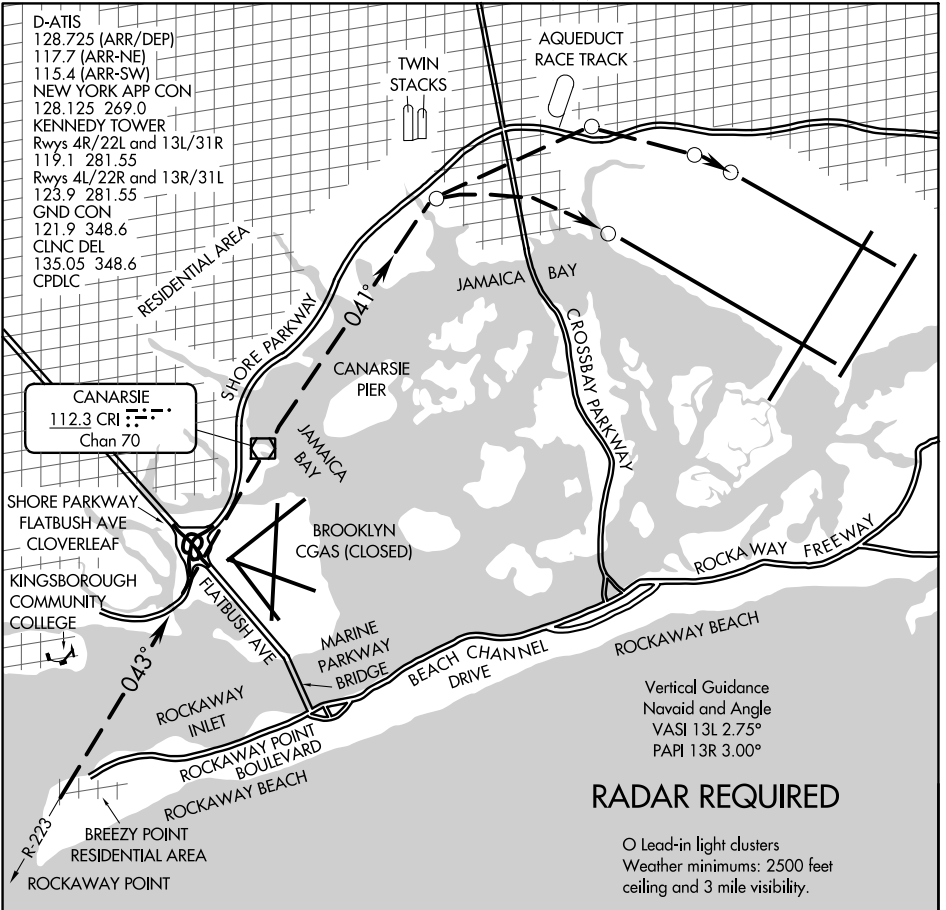 D-ATIS
128.725 (ARR/DEP)
117.7 (ARR-NE)
115.4 (ARR-SW)
NEW YORK APP CON
128.125 269.0
KENNEDY TOWER
Rwys 4R/22L and 13L/31R
119.1 281.55
Rwys 4L/22R and 13R/31L
123.9 281.55
GND CON
121.9 348.6
CLNC DEL
135.05 348.6
CPDLC
TWIN
STACKS
AQUEDUCT
RACE TRACK
RESIDENTIAL AREA
SHORE PARKWAY
041°
JAMAICA BAY
CROSSBAY PARKWAY
CANARSIE
PIER
CANARSIE
112.3 CRI
Chan 70
JAMAICA
BAY
SHORE PARKWAY
FLATBUSH AVE
CLOVERLEAF
BROOKLYN
CGAS (CLOSED)
KINGSBOROUGH
COMMUNITY
COLLEGE
FLATBUSH AVE
043°
MARINE
PARKWAY
BRIDGE
BEACH CHANNEL
DRIVE
ROCKAWAY FREEWAY
ROCKAWAY BEACH
ROCKAWAY
INLET
ROCKAWAY POINT
BOULEVARD
ROCKAWAY BEACH
R-223
BREEZY POINT
RESIDENTIAL AREA
ROCKAWAY POINT
Vertical Guidance
Navaid and Angle
VASI 13L 2.75°
PAPI 13R 3.00°
RADAR REQUIRED
O Lead-in light clusters
Weather minimums: 2500 feet
ceiling and 3 mile visibility.